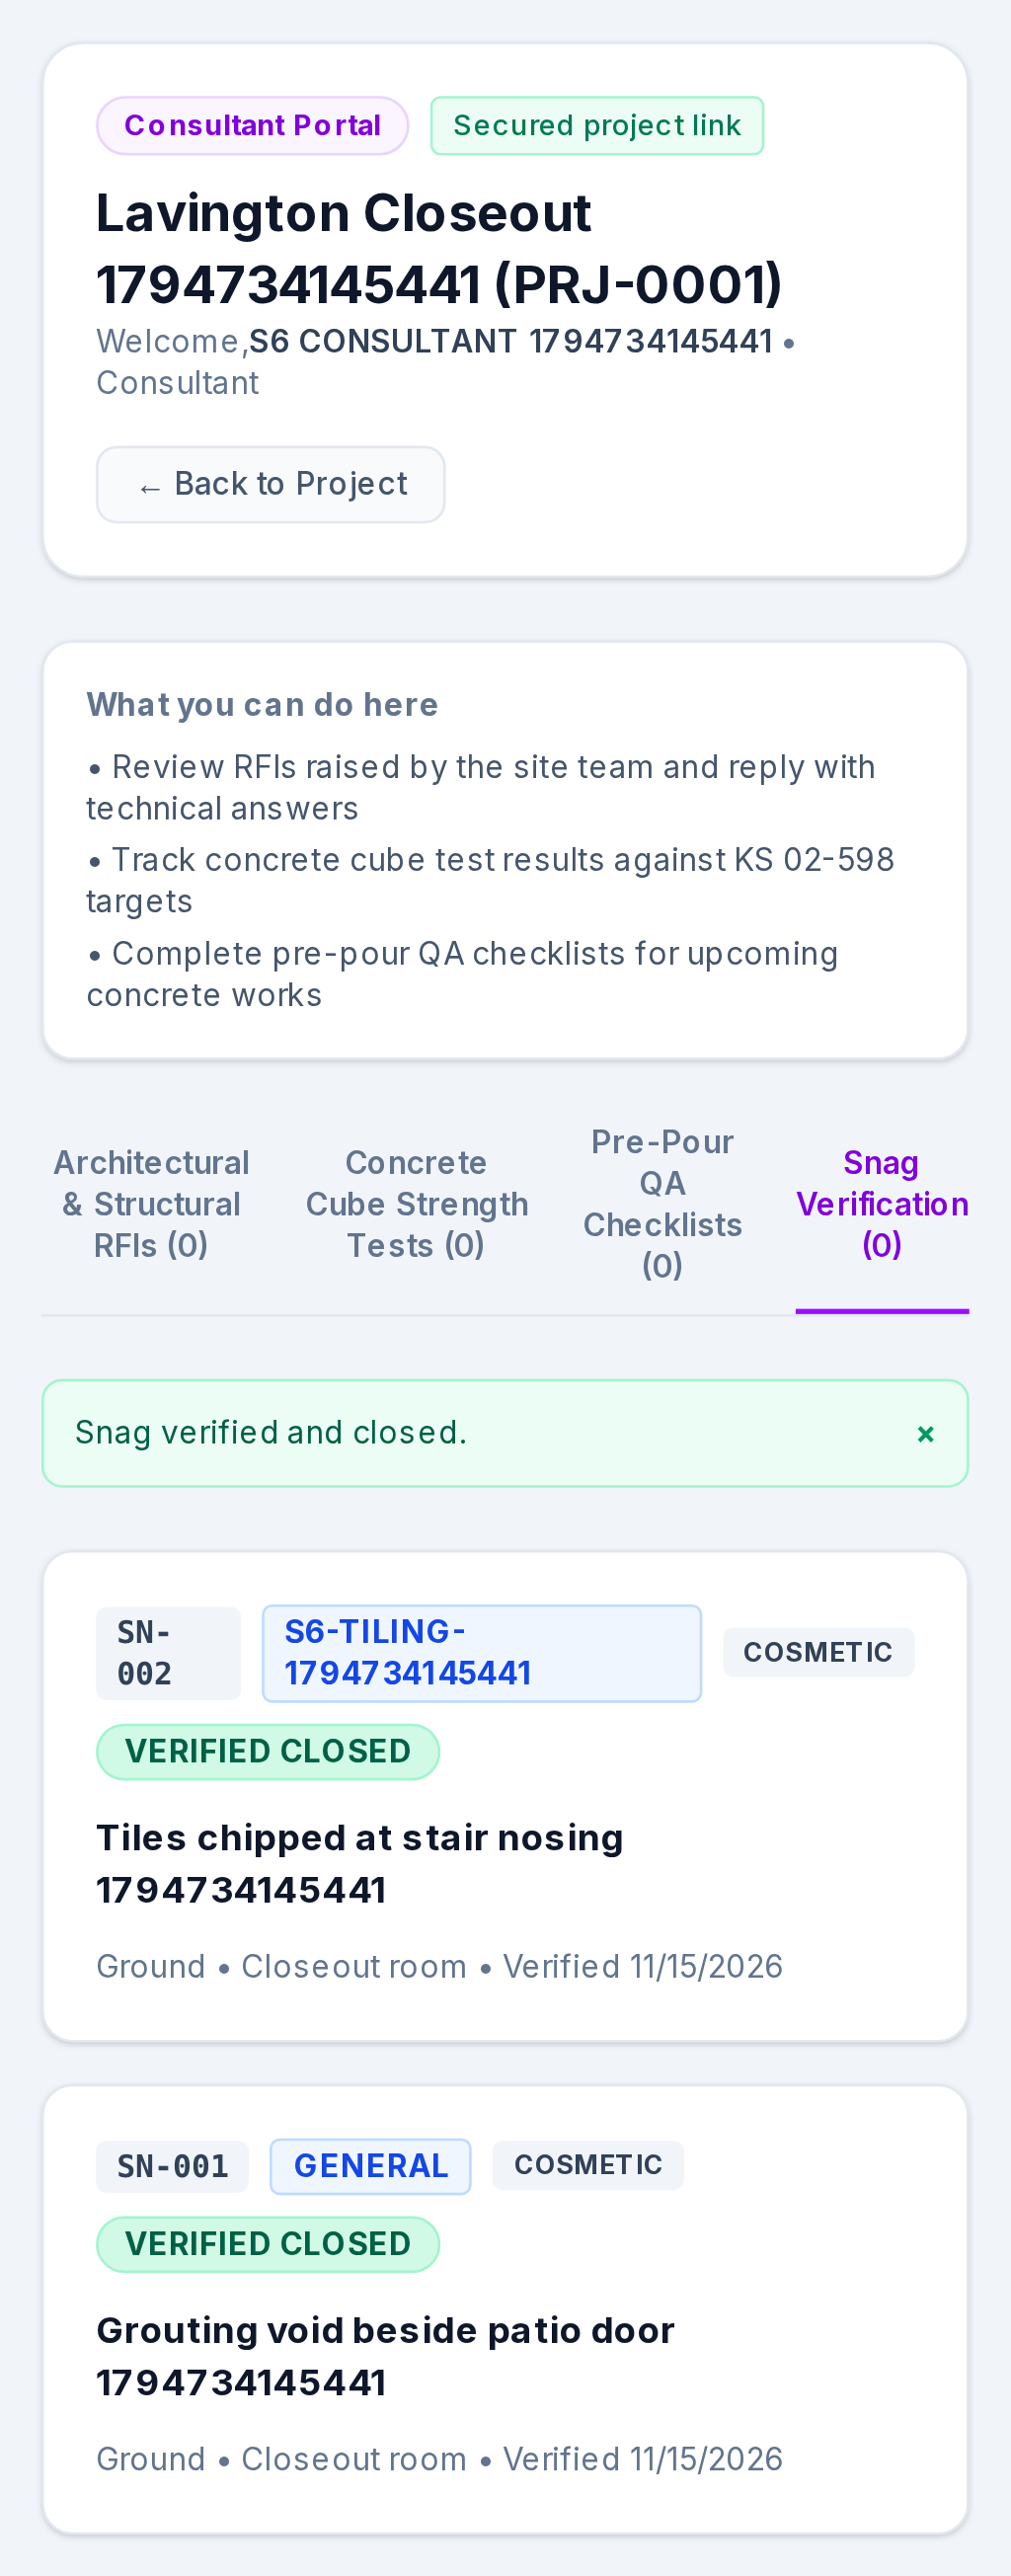 Consultant Portal
Secured project link
Lavington Closeout
1794734145441 (PRJ-0001)
Welcome,S6 CONSULTANT 1794734145441 •
Consultant
← Back to Project
What you can do here
• Review RFIs raised by the site team and reply with
technical answers
• Track concrete cube test results against KS 02-598
targets
• Complete pre-pour QA checklists for upcoming
concrete works
Architectural
& Structural
RFIs (0)
Concrete
Cube Strength
Tests (0)
Pre-Pour
QA
Checklists
(0)
Snag
Verification
(0)
Snag verified and closed.
×
SN-
002
S6-TILING-
1794734145441
COSMETIC
VERIFIED CLOSED
Tiles chipped at stair nosing
1794734145441
Ground • Closeout room • Verified 11/15/2026
SN-001
GENERAL
COSMETIC
VERIFIED CLOSED
Grouting void beside patio door
1794734145441
Ground • Closeout room • Verified 11/15/2026